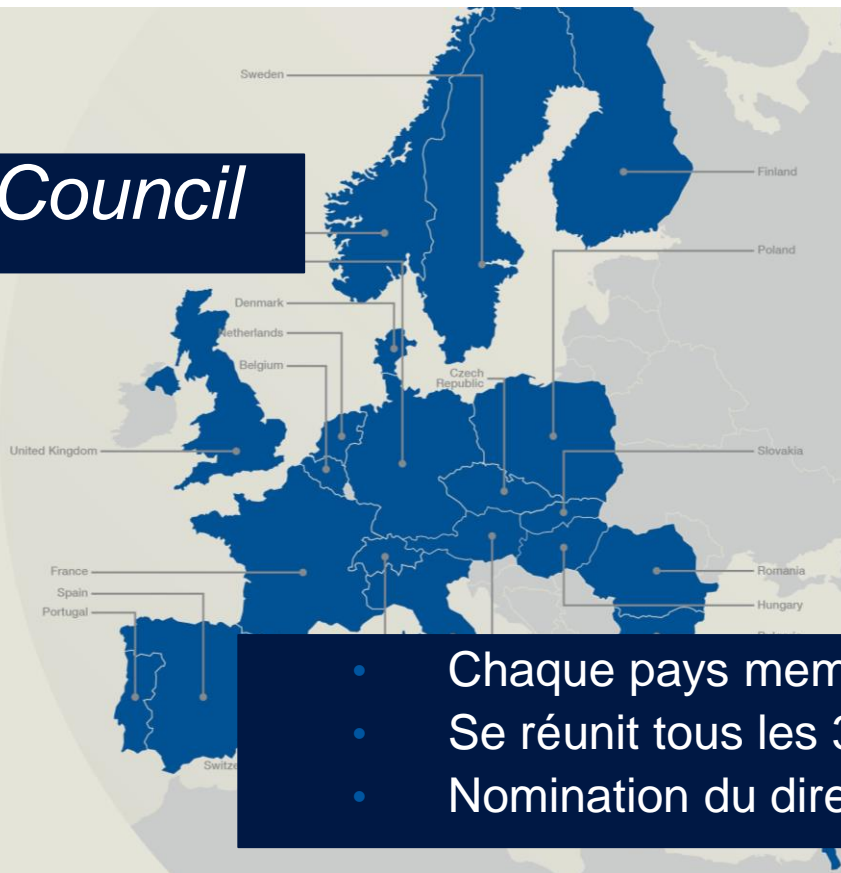 Sweden
Council
Finland
Poland
Denmark
Netherlands
Belgium
Czech
Republic
United Kingdom
Slovakia
France
Spain
Portugal
Romania
Hungary
Chaque pays mem
Se réunit tous les 3
Nomination du dire
Switze